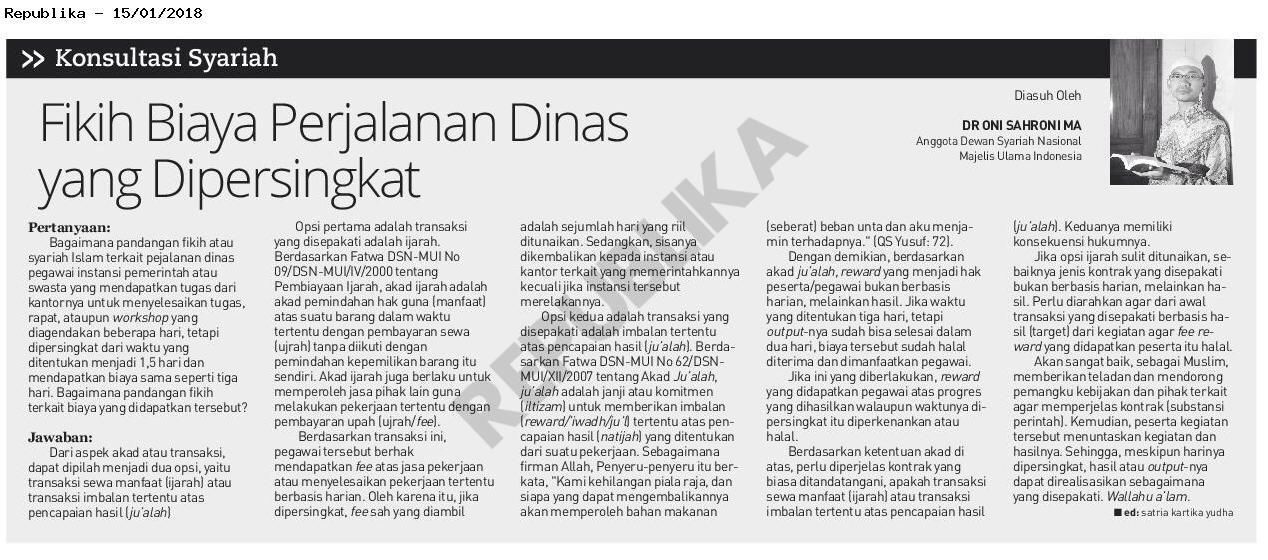 Republika - 15/01/2018
Konsultasi Syariah
Fikih Biaya Perjalanan Dinas
yang Dipersingkat
Diasuh Oleh
DR ONI SAHRONI MA
Anggota Dewan Syariah Nasional
Majelis Ulama Indonesia
Pertanyaan:
Bagaimana pandangan fikih atau
syariah Islam terkait pejalanan dinas
pegawai instansi pemerintah atau
swasta yang mendapatkan tugas dari
kantornya untuk menyelesaikan tugas,
rapat, ataupun workshop yang
diagendakan beberapa hari, tetapi
dipersingkat dari waktu yang
ditentukan menjadi 1,5 hari dan
mendapatkan biaya sama seperti tiga
hari. Bagaimana pandangan fikih
terkait biaya yang didapatkan tersebut?
Jawaban:
Dari aspek akad atau transaksi,
dapat dipilah menjadi dua opsi, yaitu
transaksi sewa manfaat (ijarah) atau
transaksi imbalan tertentu atas
pencapaian hasil (ju'alah)
Opsi pertama adalah transaksi
yang disepakati adalah ijarah.
Berdasarkan Fatwa DSN-MUI No
09/DSN-MUI/IV/2000 tentang
Pembiayaan Ijarah, akad ijarah adalah
akad pemindahan hak guna (manfaat)
atas suatu barang dalam waktu
tertentu dengan pembayaran sewa
(ujrah) tanpa diikuti dengan
pemindahan kepemilikan barang itu
sendiri. Akad ijarah juga berlaku untuk
memperoleh jasa pihak lain guna
melakukan pekerjaan tertentu dengan
pembayaran upah (ujrah/fee).
Berdasarkan transaksi ini,
pegawai tersebut berhak
mendapatkan fee atas jasa pekerjaan
atau menyelesaikan pekerjaan tertentu
berbasis harian. Oleh karena itu, jika
dipersingkat, fee sah yang diambil
adalah sejumlah hari yang riil
ditunaikan. Sedangkan, sisanya
dikembalikan kepada instansi atau
kantor terkait yang memerintahkannya
kecuali jika instansi tersebut
merelakannya.
Opsi kedua adalah transaksi yang
disepakati adalah imbalan tertentu
atas pencapaian hasil (ju'alah). Berda-
sarkan Fatwa DSN-MUI No 62/DSN-
MUI/XII/2007 tentang Akad Ju'alah,
ju'alah adalah janji atau komitmen
(iltizam) untuk memberikan imbalan
(reward/'iwadh/ju'l) tertentu atas pen-
capaian hasil (natijah) yang ditentukan
dari suatu pekerjaan. Sebagaimana
firman Allah, Penyeru-penyeru itu ber-
kata, "Kami kehilangan piala raja, dan
siapa yang dapat mengembalikannya
akan memperoleh bahan makanan
(seberat) beban unta dan aku menja-
min terhadapnya." (QS Yusuf: 72).
Dengan demikian, berdasarkan
akad ju'alah, reward yang menjadi hak
peserta/pegawai bukan berbasis
harian, melainkan hasil. Jika waktu
yang ditentukan tiga hari, tetapi
output-nya sudah bisa selesai dalam
dua hari, biaya tersebut sudah halal
diterima dan dimanfaatkan pegawai.
Jika ini yang diberlakukan, reward
yang didapatkan pegawai atas progres
yang dihasilkan walaupun waktunya di-
persingkat itu diperkenankan atau
halal.
Berdasarkan ketentuan akad di
atas, perlu diperjelas kontrak yang
biasa ditandatangani, apakah transaksi
sewa manfaat (ijarah) atau transaksi
imbalan tertentu atas pencapaian hasil
(ju'alah). Keduanya memiliki
konsekuensi hukumnya.
Jika opsi ijarah sulit ditunaikan, se-
baiknya jenis kontrak yang disepakati
bukan berbasis harian, melainkan ha-
sil. Perlu diarahkan agar dari awal
transaksi yang disepakati berbasis ha-
sil (target) dari kegiatan agar fee re-
ward yang didapatkan peserta itu halal.
Akan sangat baik, sebagai Muslim,
memberikan teladan dan mendorong
pemangku kebijakan dan pihak terkait
agar memperjelas kontrak (substansi
perintah). Kemudian, peserta kegiatan
tersebut menuntaskan kegiatan dan
hasilnya. Sehingga, meskipun harinya
dipersingkat, hasil atau output-nya
dapat direalisasikan sebagaimana
yang disepakati. Wallahu a'lam.
■ ed: satria kartika yudha
REPUBLIKA